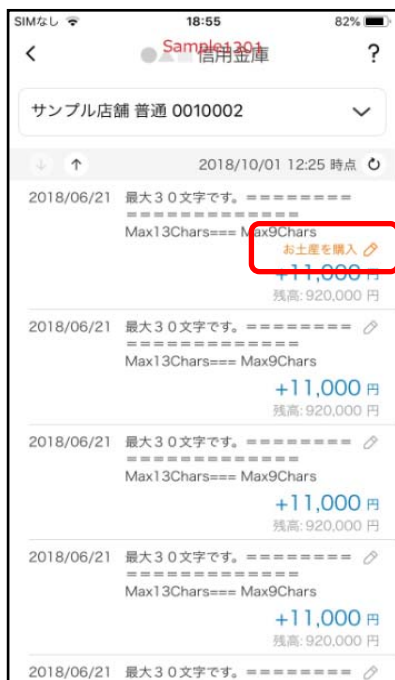 SIMなし 18:55 82%
Sample1301
●▲■信用金庫 ?
サンプル店舗 普通 0010002
2018/10/01 12:25 時点
2018/06/21 最大30文字です。========
=============
Max13Chars=== Max9Chars
お土産を購入
+11,000 円
残高: 920,000 円
2018/06/21 最大30文字です。========
=============
Max13Chars=== Max9Chars
+11,000 円
残高: 920,000 円
2018/06/21 最大30文字です。========
=============
Max13Chars=== Max9Chars
+11,000 円
残高: 920,000 円
2018/06/21 最大30文字です。========
=============
Max13Chars=== Max9Chars
+11,000 円
残高: 920,000 円
2018/06/21 最大30文字です。========